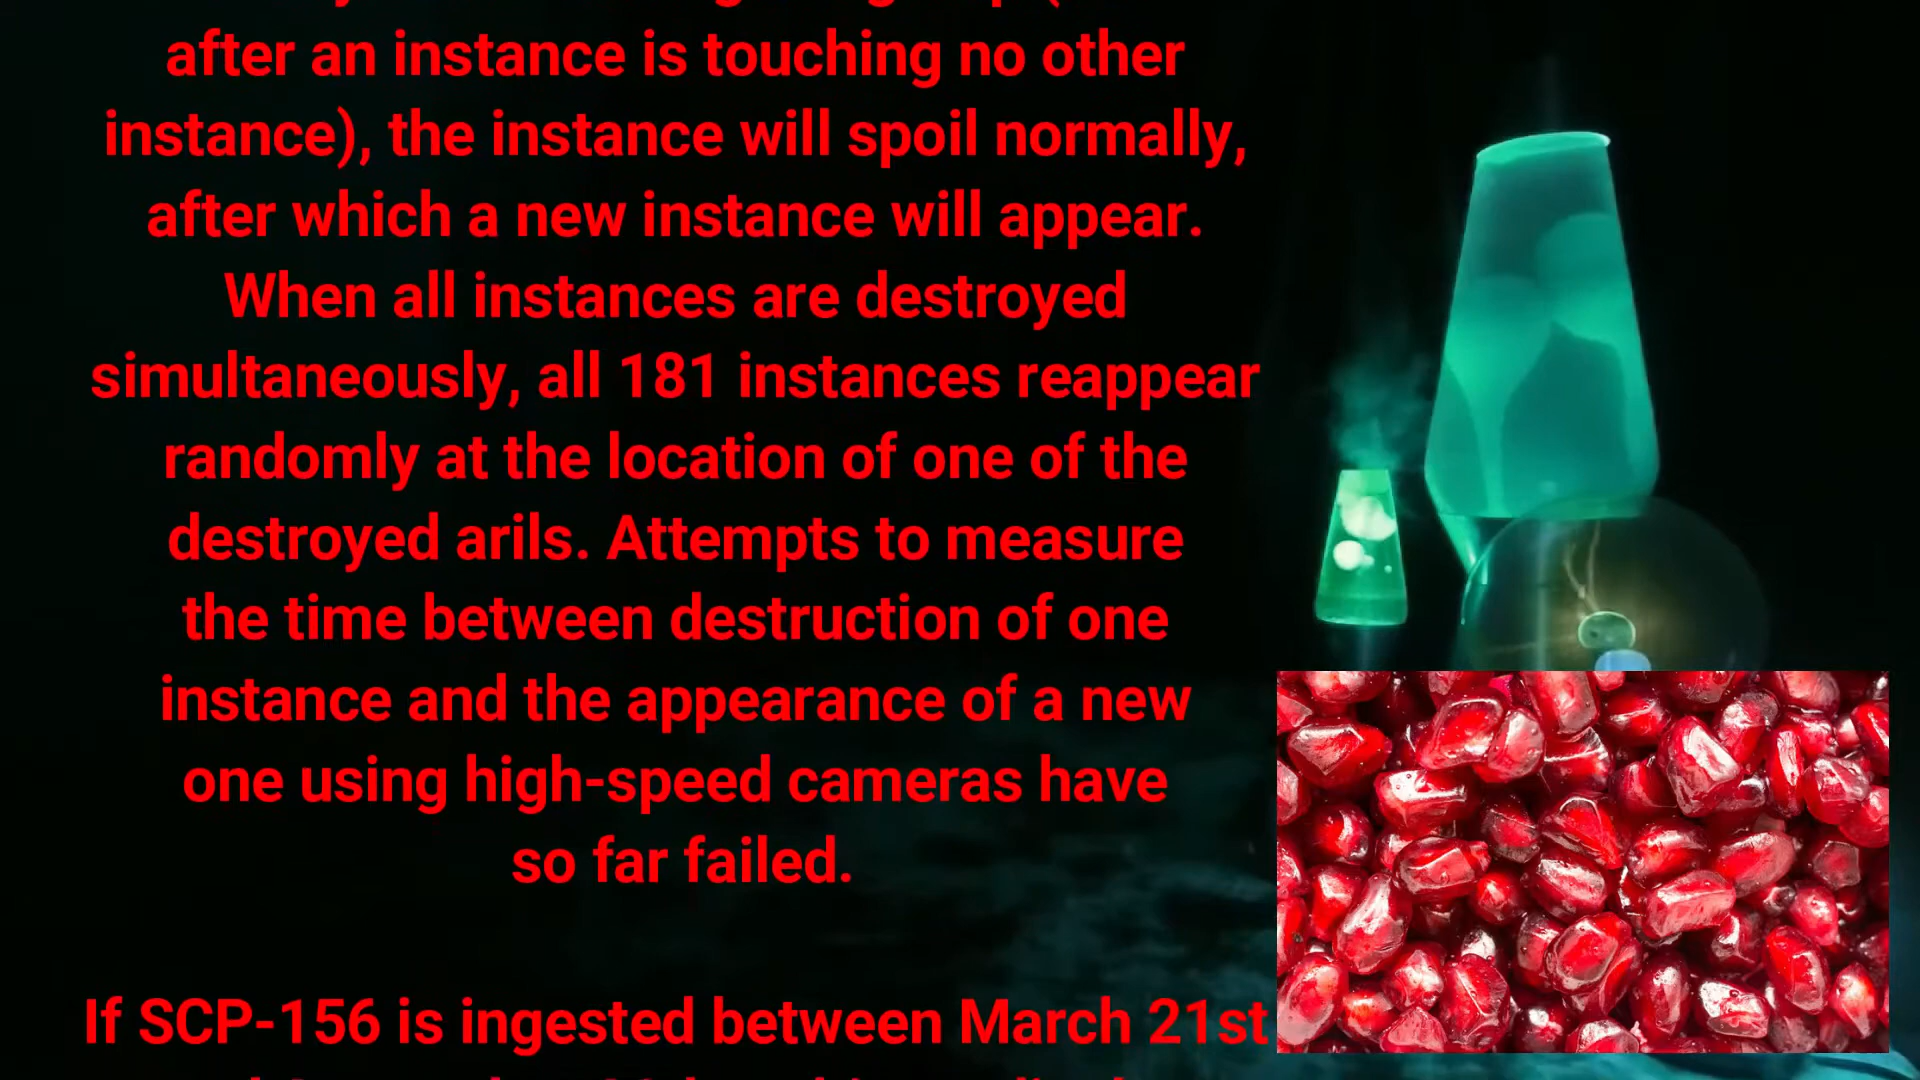 after an instance is touching no other
instance), the instance will spoil normally,
after which a new instance will appear.
When all instances are destroyed
simultaneously, all 181 instances reappear
randomly at the location of one of the
destroyed arils. Attempts to measure
the time between destruction of one
instance and the appearance of a new
one using high-speed cameras have
so far failed.
If SCP-156 is ingested between March 21st